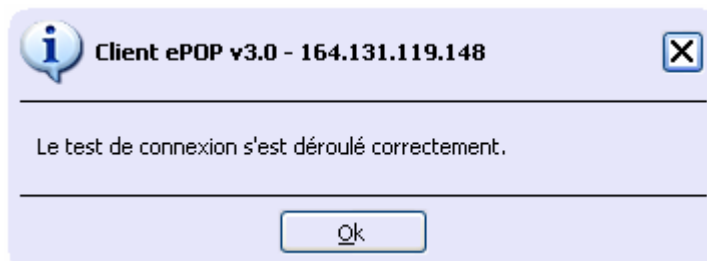 Client ePOP v3.0 - 164.131.119.148
Le test de connexion s'est déroulé correctement.
Ok